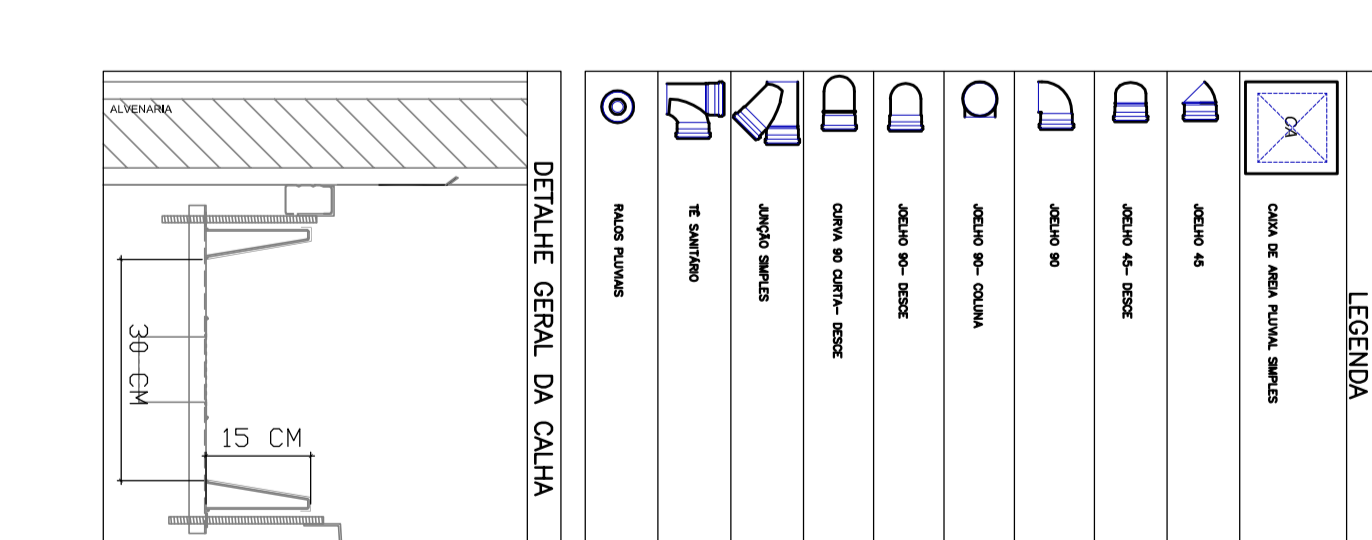 LEGENDA
CA
CAIXA DE AREIA PLUVIAL SIMPLES
JOELHO 45
JOELHO 45- DESCE
JOELHO 90
JOELHO 90- COLUNA
JOELHO 90- DESCE
CURVA 90 CURTA- DESCE
JUNÇÃO SIMPLES
TÊ SANITÁRIO
RALOS PLUVIAIS
DETALHE GERAL DA CALHA
ALVENARIA
15 CM
30 CM